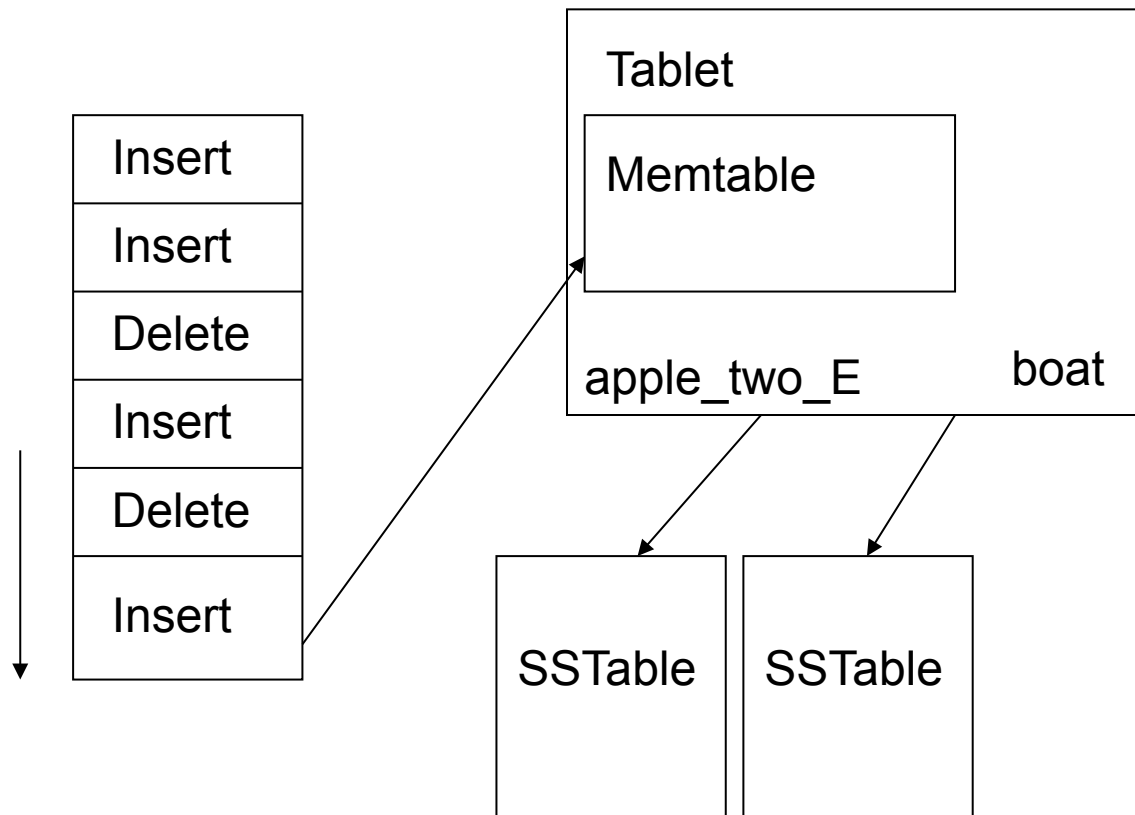 Insert
Insert
Delete
Insert
Delete
Insert
Tablet
Memtable
apple_two_E boat
SSTable SSTable